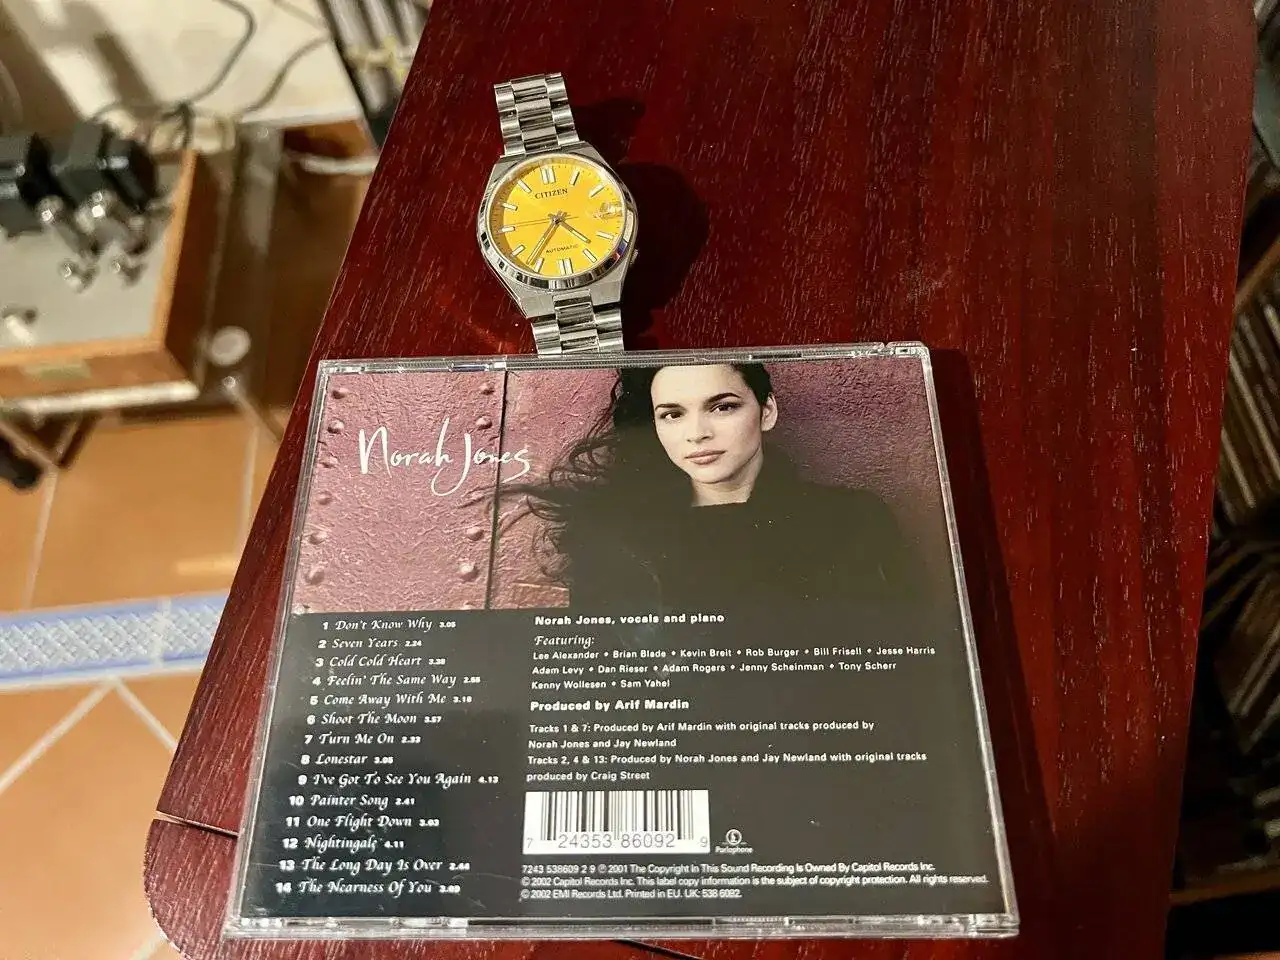 CITIZEN
AUTOMATIC
Norah Jones
1 Don't Know Why 3.05
2 Seven Years 2.24
3 Cold Cold Heart 3.38
4 Feelin' The Same Way 2.55
5 Come Away With Me 3.18
6 Shoot The Moon 3.57
7 Turn Me On 2.33
8 Lonestar 3.05
9 I've Got To See You Again 4.13
10 Painter Song 2.41
11 One Flight Down 3.03
12 Nightingale 4.11
13 The Long Day Is Over 2.44
14 The Nearness Of You 3.09
Norah Jones, vocals and piano
Featuring:
Lee Alexander • Brian Blade • Kevin Breit • Rob Burger • Bill Frisell • Jesse Harris
Adam Levy • Dan Rieser • Adam Rogers • Jenny Scheinman • Tony Scherr
Kenny Wollesen • Sam Yahel
Produced by Arif Mardin
Tracks 1 & 7: Produced by Arif Mardin with original tracks produced by
Norah Jones and Jay Newland
Tracks 2, 4 & 13: Produced by Norah Jones and Jay Newland with original tracks
produced by Craig Street
7 24353 86092 9
Parlophone
7243 538609 2 9 ℗ 2001 The Copyright In This Sound Recording Is Owned By Capitol Records Inc.
© 2002 Capitol Records Inc. This label copy information is the subject of copyright protection. All rights reserved.
© 2002 EMI Records Ltd. Printed in EU. UK: 538 6092.